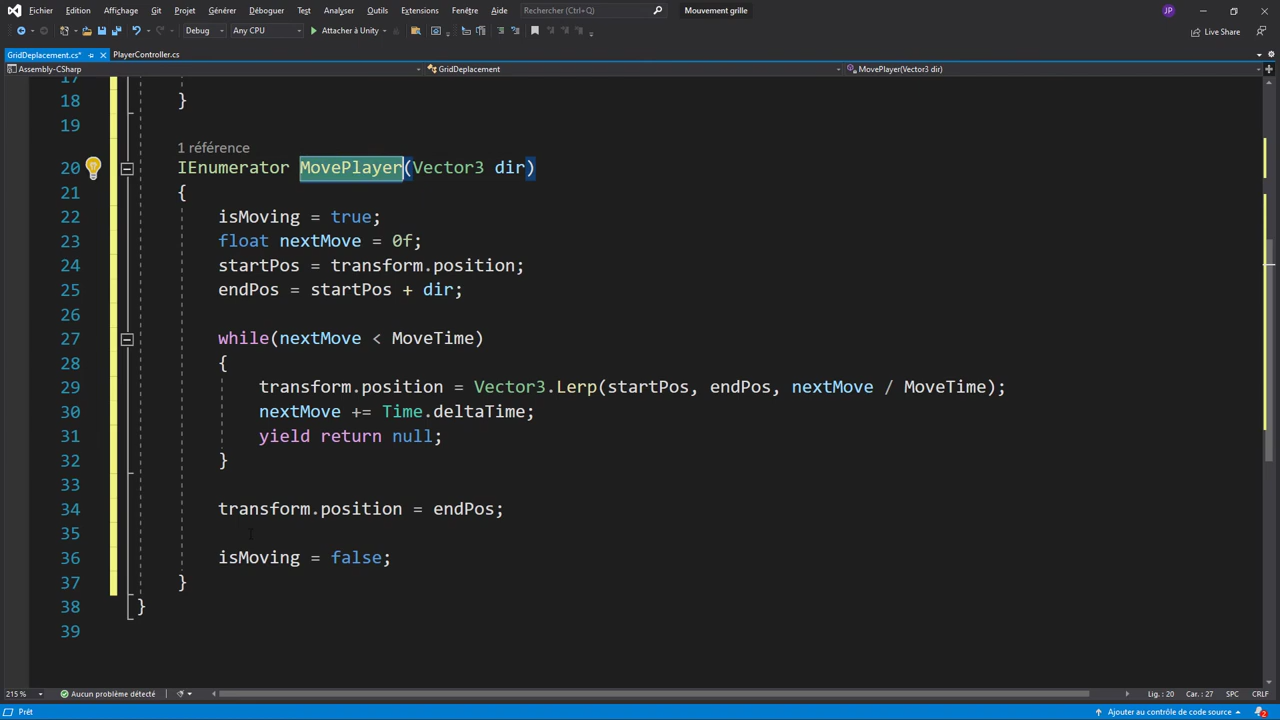 Fichier Edition Affichage Git Projet Générer Déboguer Test Analyser Outils Extensions Fenêtre Aide Rechercher (Ctrl+Q) Mouvement grille JP
Debug Any CPU Attacher à Unity Live Share
GridDeplacement.cs* PlayerController.cs
Assembly-CSharp GridDeplacement MovePlayer(Vector3 dir)
17
18 }
19
1 référence
20 IEnumerator MovePlayer(Vector3 dir)
21 {
22 isMoving = true;
23 float nextMove = 0f;
24 startPos = transform.position;
25 endPos = startPos + dir;
26
27 while(nextMove < MoveTime)
28 {
29 transform.position = Vector3.Lerp(startPos, endPos, nextMove / MoveTime);
30 nextMove += Time.deltaTime;
31 yield return null;
32 }
33
34 transform.position = endPos;
35
36 isMoving = false;
37 }
38 }
39
215 % Aucun problème détecté Lig. : 20 Car. : 27 SPC CRLF
Prêt Ajouter au contrôle de code source 2